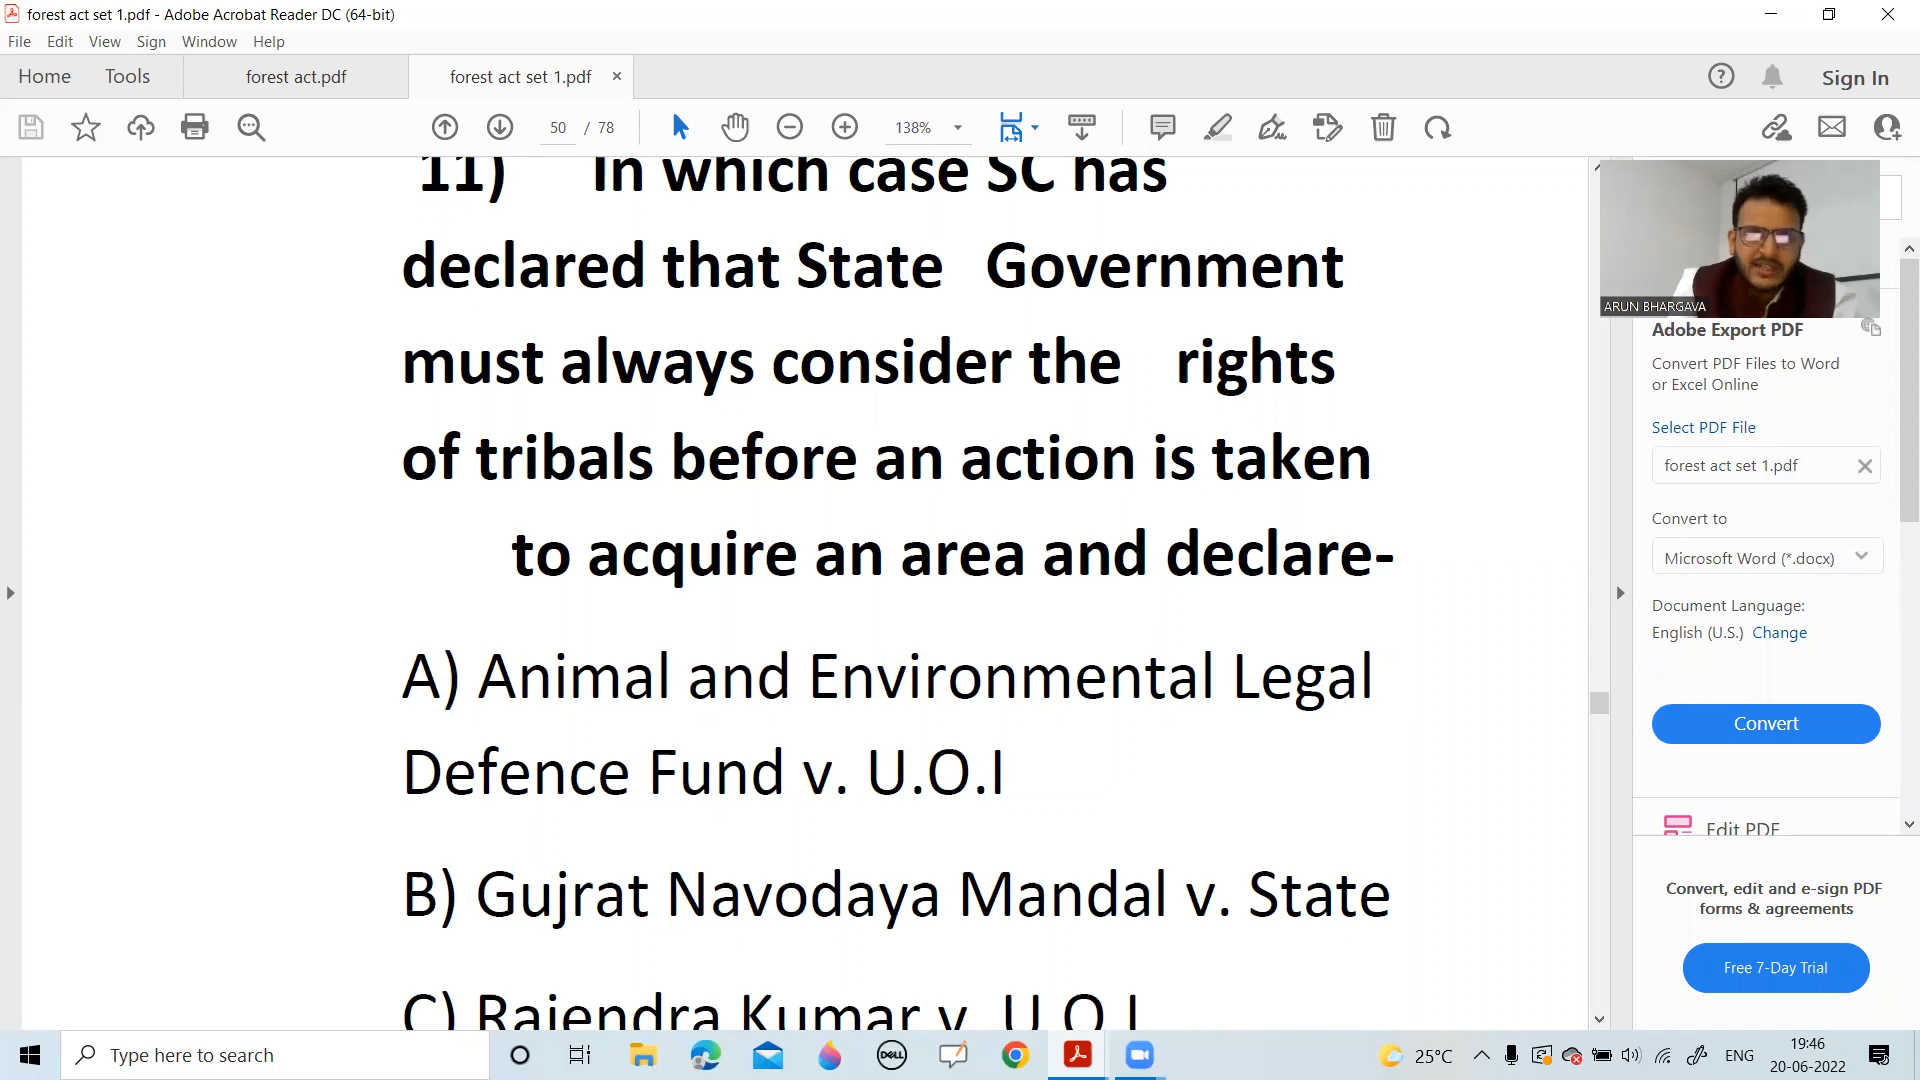 forest act set 1.pdf - Adobe Acrobat Reader DC (64-bit)
File Edit View Sign Window Help
Home Tools forest act.pdf forest act set 1.pdf × Sign In
50 / 78 138%
11) In which case SC has
declared that State Government
must always consider the rights
of tribals before an action is taken
to acquire an area and declare-
A) Animal and Environmental Legal
Defence Fund v. U.O.I
B) Gujrat Navodaya Mandal v. State
C) Rajendra Kumar v. U.O.I
ARUN BHARGAVA
Adobe Export PDF
Convert PDF Files to Word
or Excel Online
Select PDF File
forest act set 1.pdf
Convert to
Microsoft Word (*.docx)
Document Language:
English (U.S.) Change
Convert
Edit PDF
Convert, edit and e-sign PDF
forms & agreements
Free 7-Day Trial
Type here to search
DELL
25°C
ENG
19:46
20-06-2022